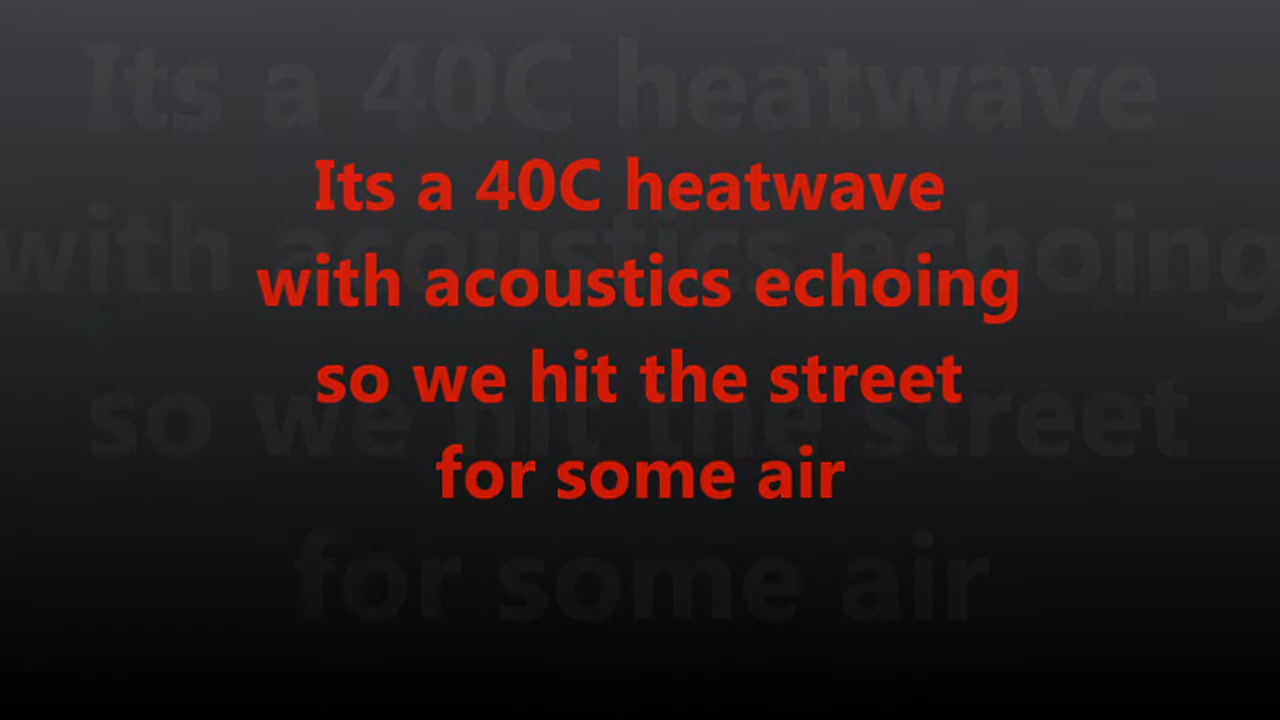 Its a 40C heatwave
with acoustics echoing
so we hit the street
for some air